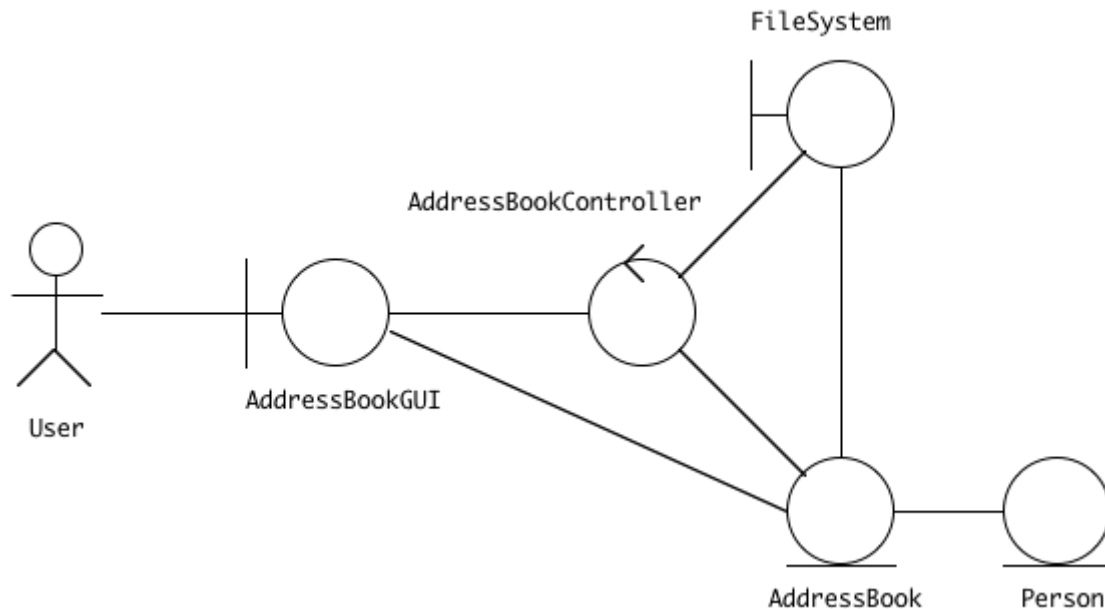 FileSystem
AddressBookController
AddressBookGUI
User
AddressBook
Person